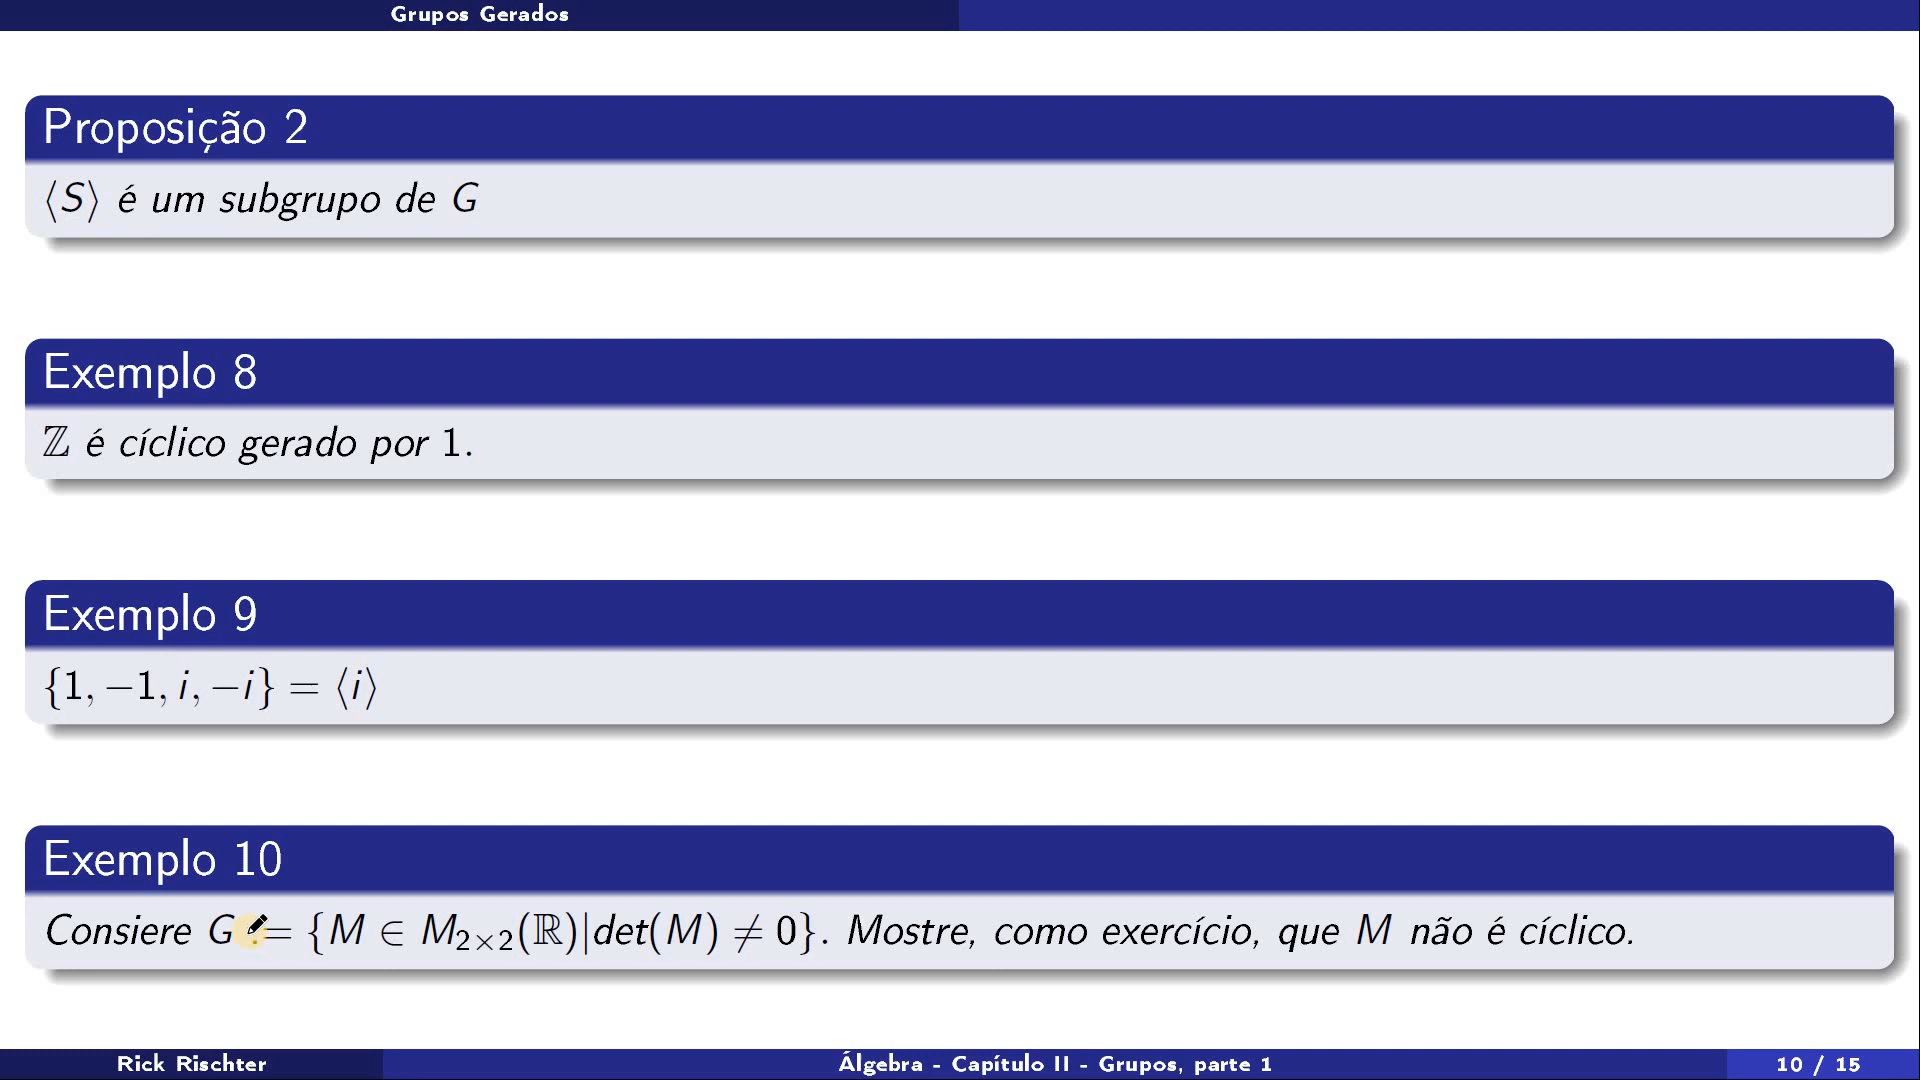 Grupos Gerados
Proposição 2
⟨S⟩ é um subgrupo de G
Exemplo 8
ℤ é cíclico gerado por 1.
Exemplo 9
{1, −1, i, −i} = ⟨i⟩
Exemplo 10
Consiere G := {M ∈ M₂ₓ₂(ℝ)|det(M) ≠ 0}. Mostre, como exercício, que M não é cíclico.
Rick Rischter
Álgebra - Capítulo II - Grupos, parte 1
10 / 15